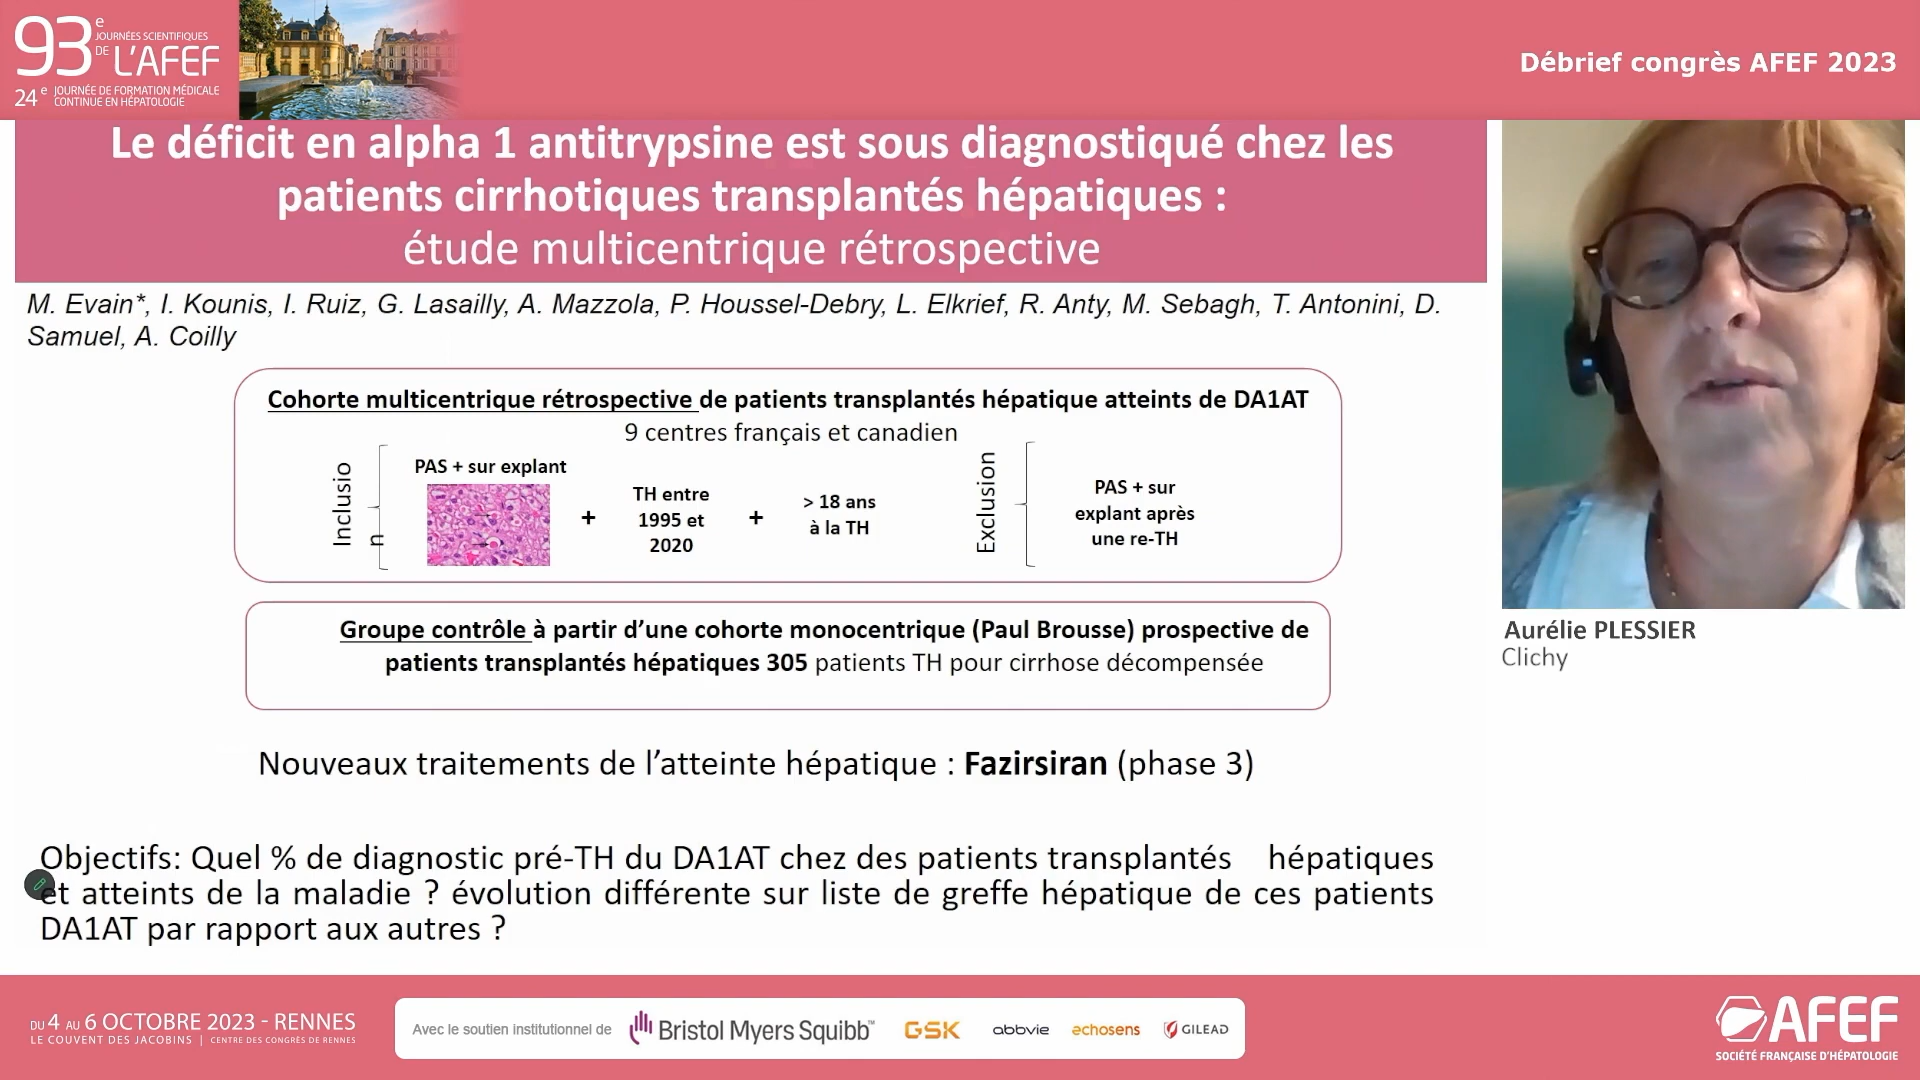 93e JOURNÉES SCIENTIFIQUES
DE L'AFEF
24e JOURNÉE DE FORMATION MÉDICALE
CONTINUE EN HÉPATOLOGIE
Débrief congrès AFEF 2023
Le déficit en alpha 1 antitrypsine est sous diagnostiqué chez les
patients cirrhotiques transplantés hépatiques :
étude multicentrique rétrospective
M. Evain*, I. Kounis, I. Ruiz, G. Lasailly, A. Mazzola, P. Houssel-Debry, L. Elkrief, R. Anty, M. Sebagh, T. Antonini, D.
Samuel, A. Coilly
Cohorte multicentrique rétrospective de patients transplantés hépatique atteints de DA1AT
9 centres français et canadien
Inclusio
n
PAS + sur explant
+
TH entre
1995 et
2020
+
> 18 ans
à la TH
Exclusion
PAS + sur
explant après
une re-TH
Groupe contrôle à partir d'une cohorte monocentrique (Paul Brousse) prospective de
patients transplantés hépatiques 305 patients TH pour cirrhose décompensée
Nouveaux traitements de l'atteinte hépatique : Fazirsiran (phase 3)
Objectifs: Quel % de diagnostic pré-TH du DA1AT chez des patients transplantés hépatiques
et atteints de la maladie ? évolution différente sur liste de greffe hépatique de ces patients
DA1AT par rapport aux autres ?
Aurélie PLESSIER
Clichy
DU 4 AU 6 OCTOBRE 2023 - RENNES
LE COUVENT DES JACOBINS | CENTRE DES CONGRÈS DE RENNES
Avec le soutien institutionnel de
Bristol Myers Squibb™
GSK
abbvie
echosens
GILEAD
AFEF
SOCIÉTÉ FRANÇAISE D'HÉPATOLOGIE